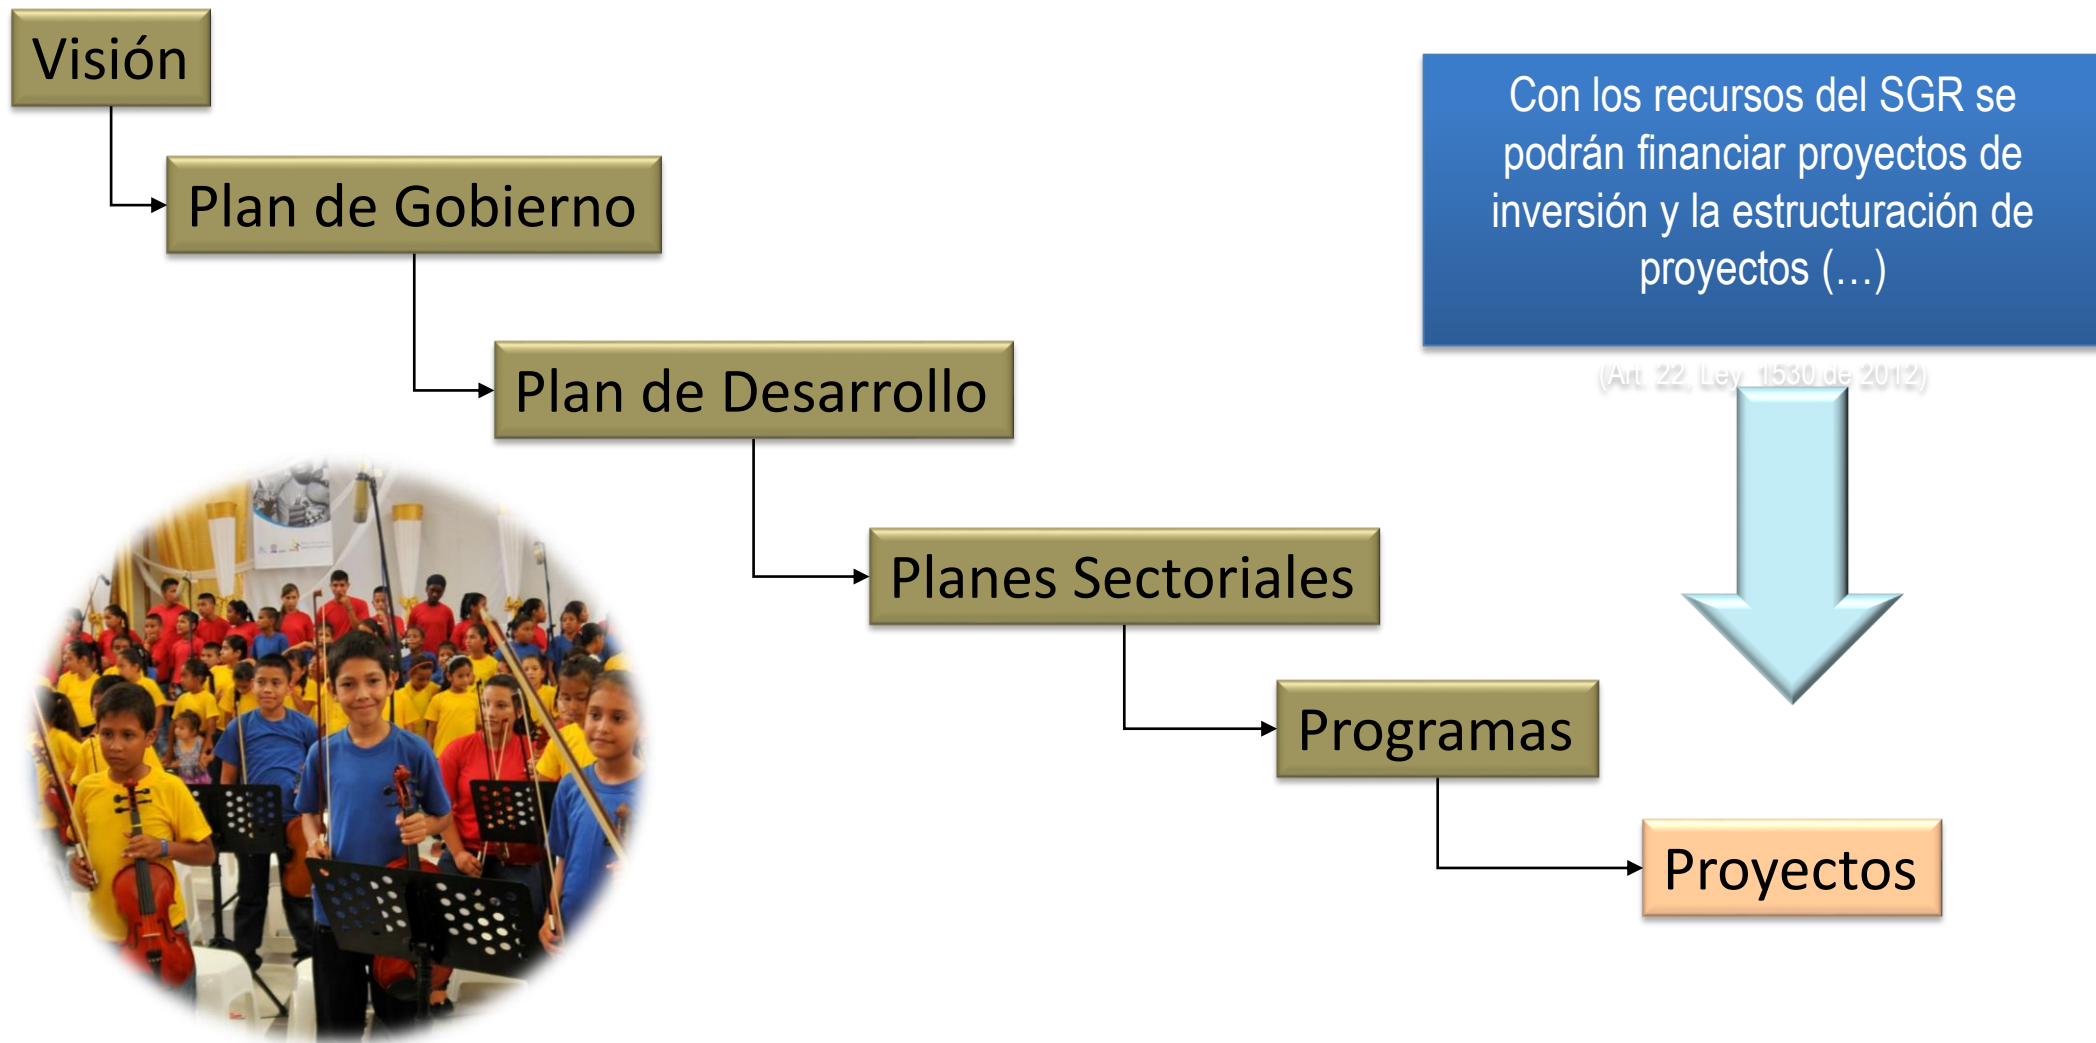 Visión
Plan de Gobierno
Plan de Desarrollo
Planes Sectoriales
Programas
Proyectos
Con los recursos del SGR se
podrán financiar proyectos de
inversión y la estructuración de
proyectos (…)
(Art. 22, Ley 1530 de 2012)